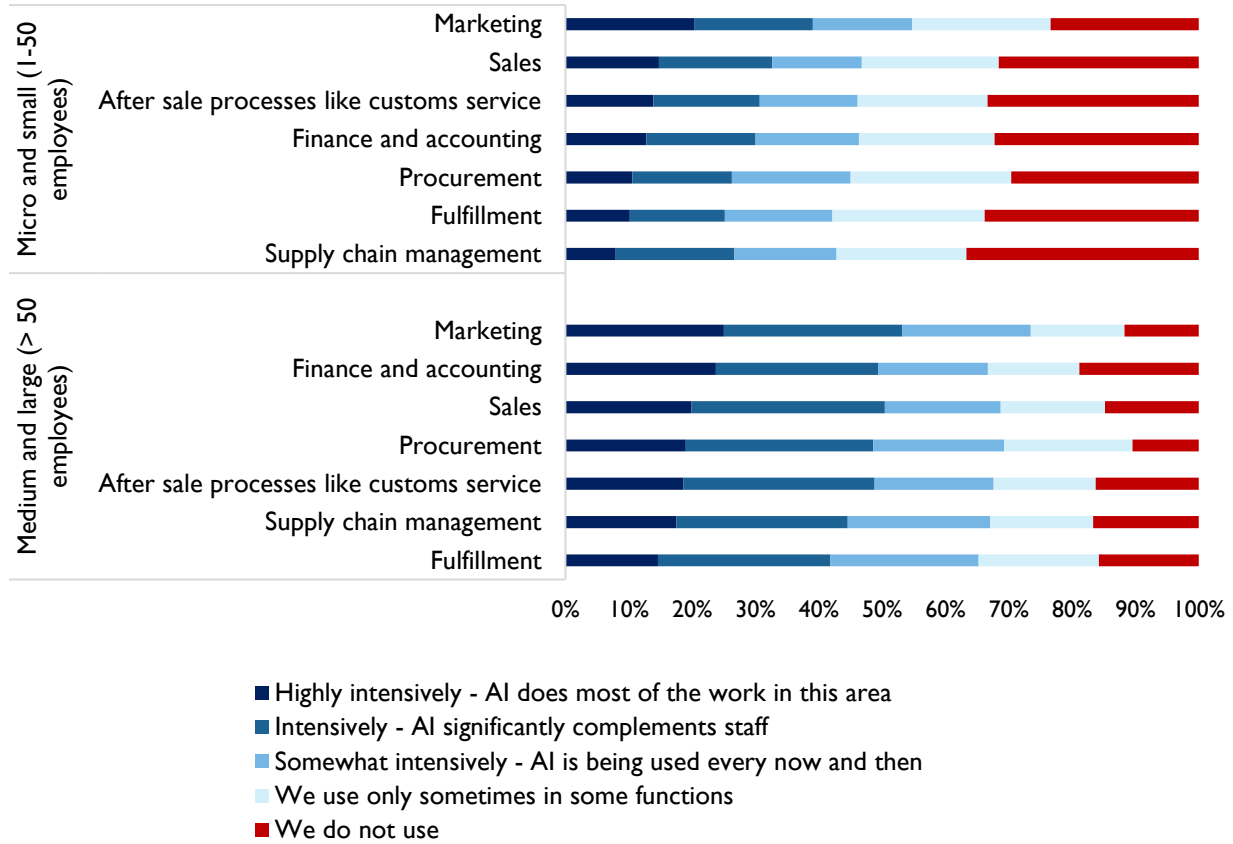 Micro and small (1-50
employees)
Marketing
Sales
After sale processes like customs service
Finance and accounting
Procurement
Fulfillment
Supply chain management
Medium and large (> 50
employees)
Marketing
Finance and accounting
Sales
Procurement
After sale processes like customs service
Supply chain management
Fulfillment
0% 10% 20% 30% 40% 50% 60% 70% 80% 90% 100%
Highly intensively - AI does most of the work in this area
Intensively - AI significantly complements staff
Somewhat intensively - AI is being used every now and then
We use only sometimes in some functions
We do not use